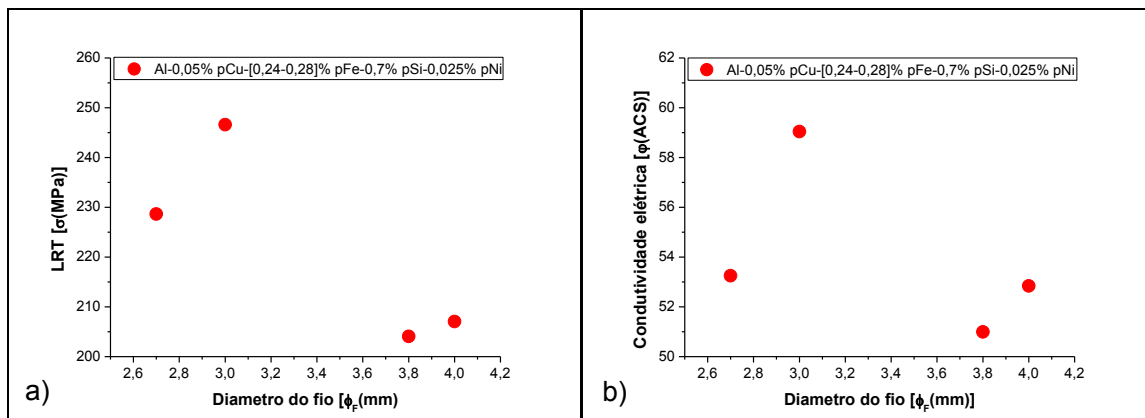 Al-0,05% pCu-[0,24-0,28]% pFe-0,7% pSi-0,025% pNi
LRT [σ(MPa)]
260
250
240
230
220
210
200
2,6 2,8 3,0 3,2 3,4 3,6 3,8 4,0 4,2
Diametro do fio [ϕF(mm)
a)
Al-0,05% pCu-[0,24-0,28]% pFe-0,7% pSi-0,025% pNi
Condutividade elétrica [φ(ACS)]
62
60
58
56
54
52
50
2,6 2,8 3,0 3,2 3,4 3,6 3,8 4,0 4,2
Diametro do fio [ϕF(mm)]
b)